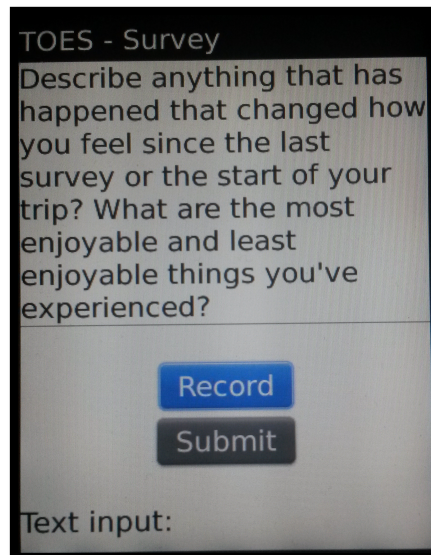 TOES - Survey
Describe anything that has
happened that changed how
you feel since the last
survey or the start of your
trip? What are the most
enjoyable and least
enjoyable things you've
experienced?
Record
Submit
Text input: